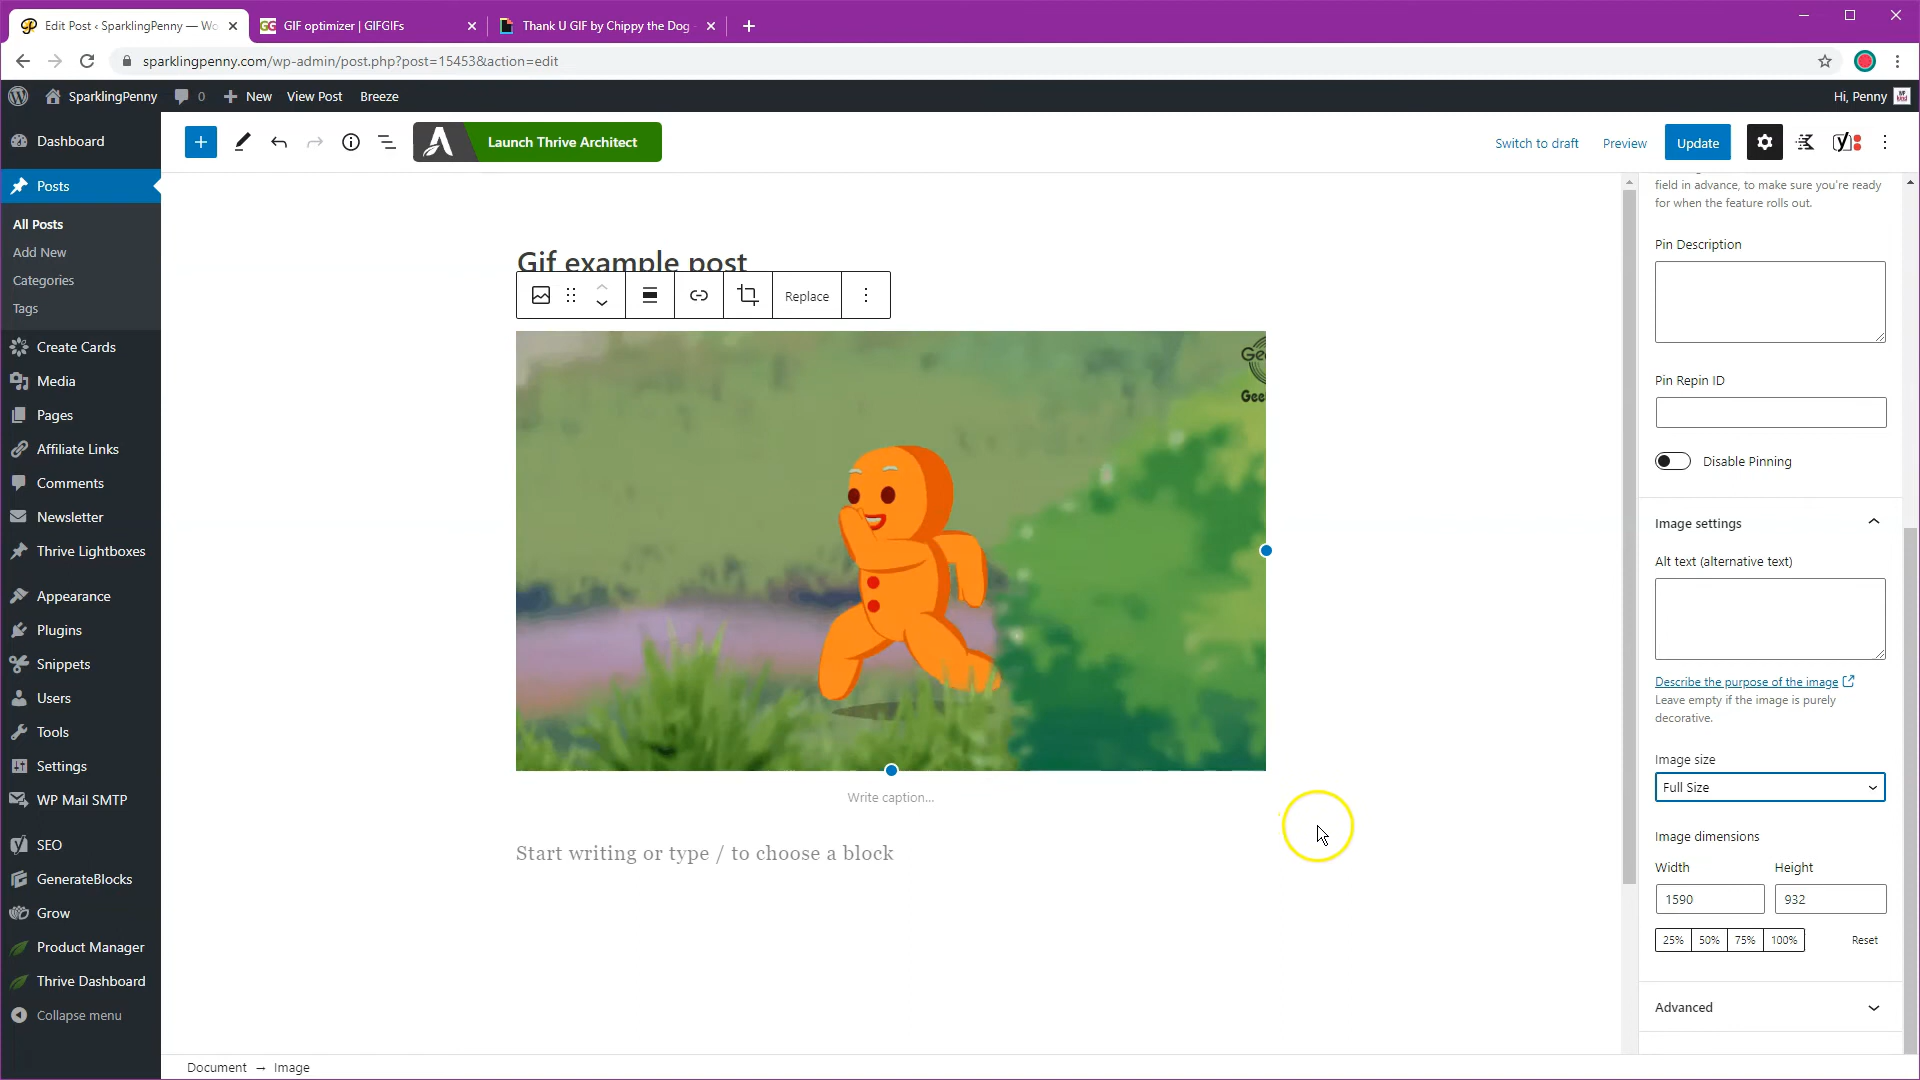 Edit Post ‹ SparklingPenny — Wo
GIF optimizer | GIFGIFs
Thank U GIF by Chippy the Dog
sparklingpenny.com/wp-admin/post.php?post=15453&action=edit
SparklingPenny
0
New
View Post
Breeze
Hi, Penny
Dashboard
Posts
All Posts
Add New
Categories
Tags
Create Cards
Media
Pages
Affiliate Links
Comments
Newsletter
Thrive Lightboxes
Appearance
Plugins
Snippets
Users
Tools
Settings
WP Mail SMTP
SEO
GenerateBlocks
Grow
Product Manager
Thrive Dashboard
Collapse menu
Launch Thrive Architect
Switch to draft
Preview
Update
Gif example post
Replace
Gee
Write caption...
Start writing or type / to choose a block
field in advance, to make sure you're ready
for when the feature rolls out.
Pin Description
Pin Repin ID
Disable Pinning
Image settings
Alt text (alternative text)
Describe the purpose of the image
Leave empty if the image is purely
decorative.
Image size
Full Size
Image dimensions
Width
Height
1590
932
25%
50%
75%
100%
Reset
Advanced
Document → Image